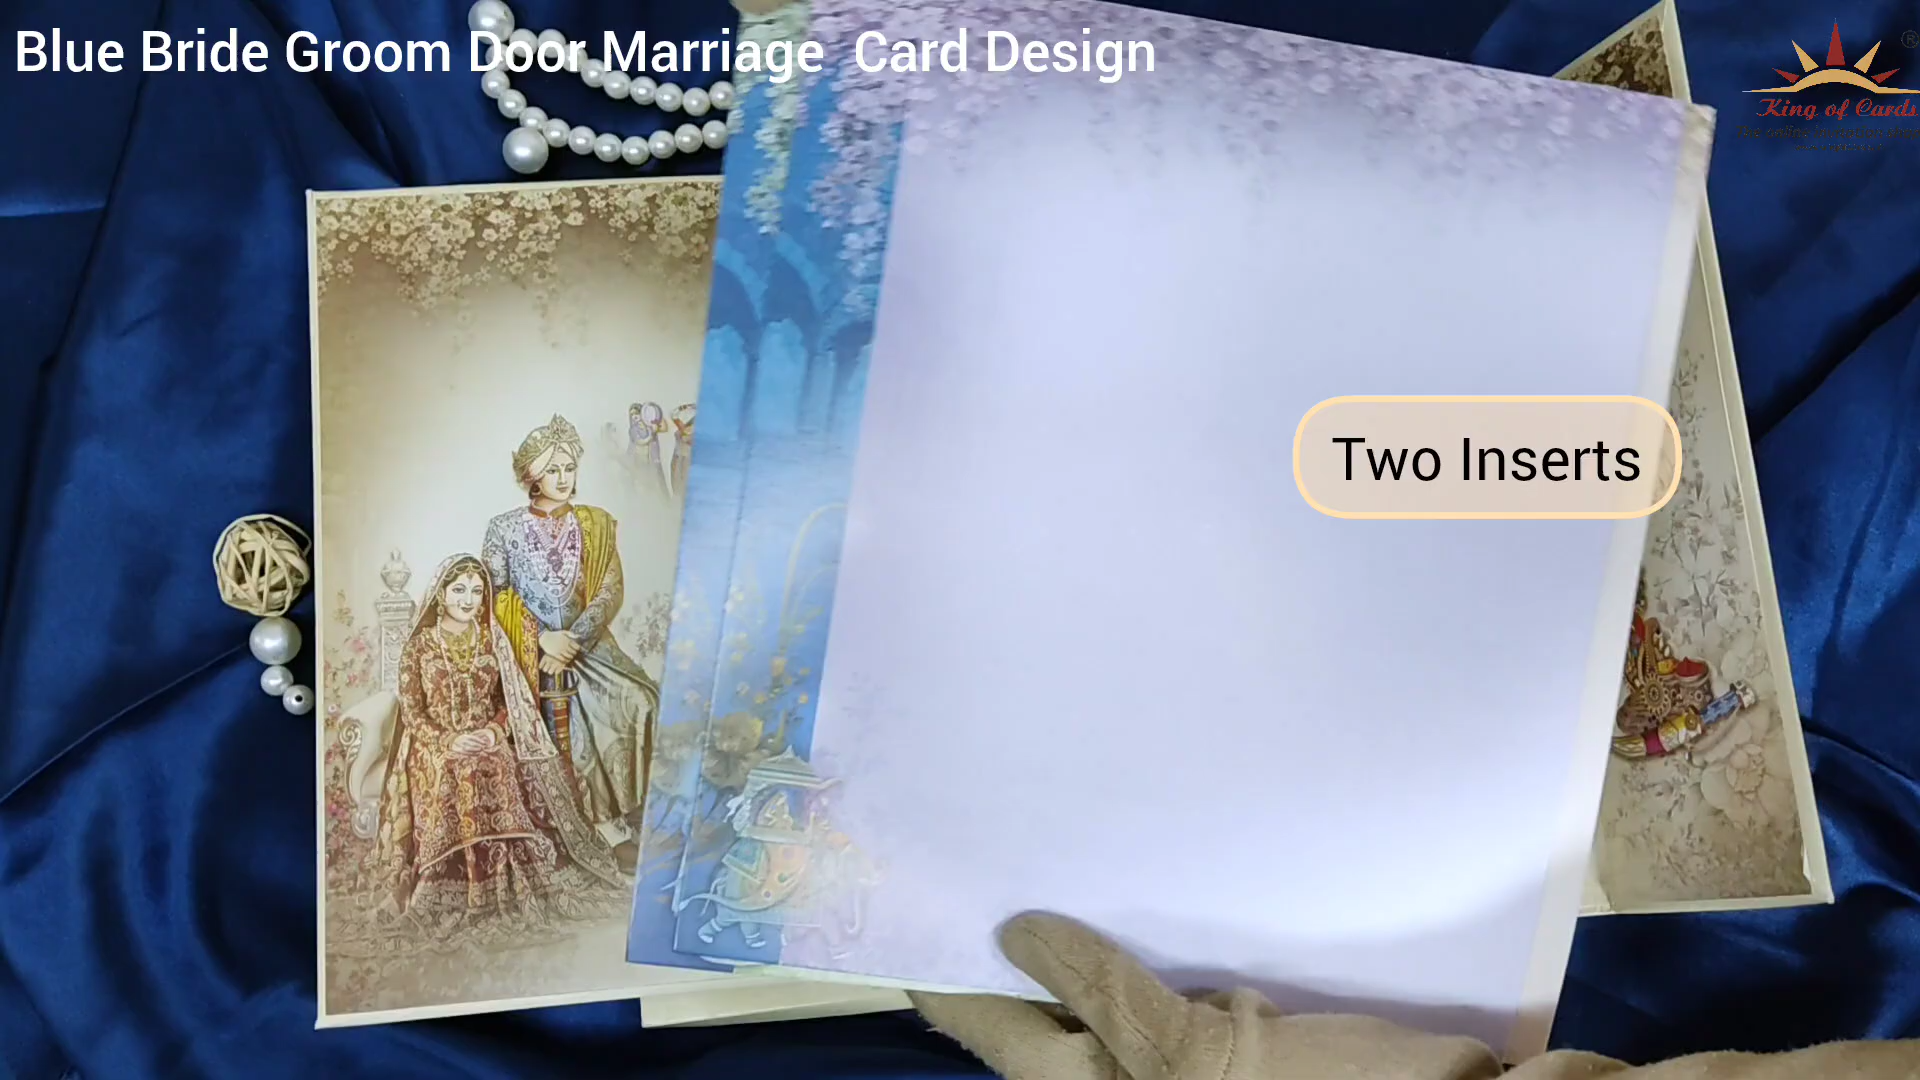 Blue Bride Groom Door Marriage Card Design
®
King of Cards
Two Inserts